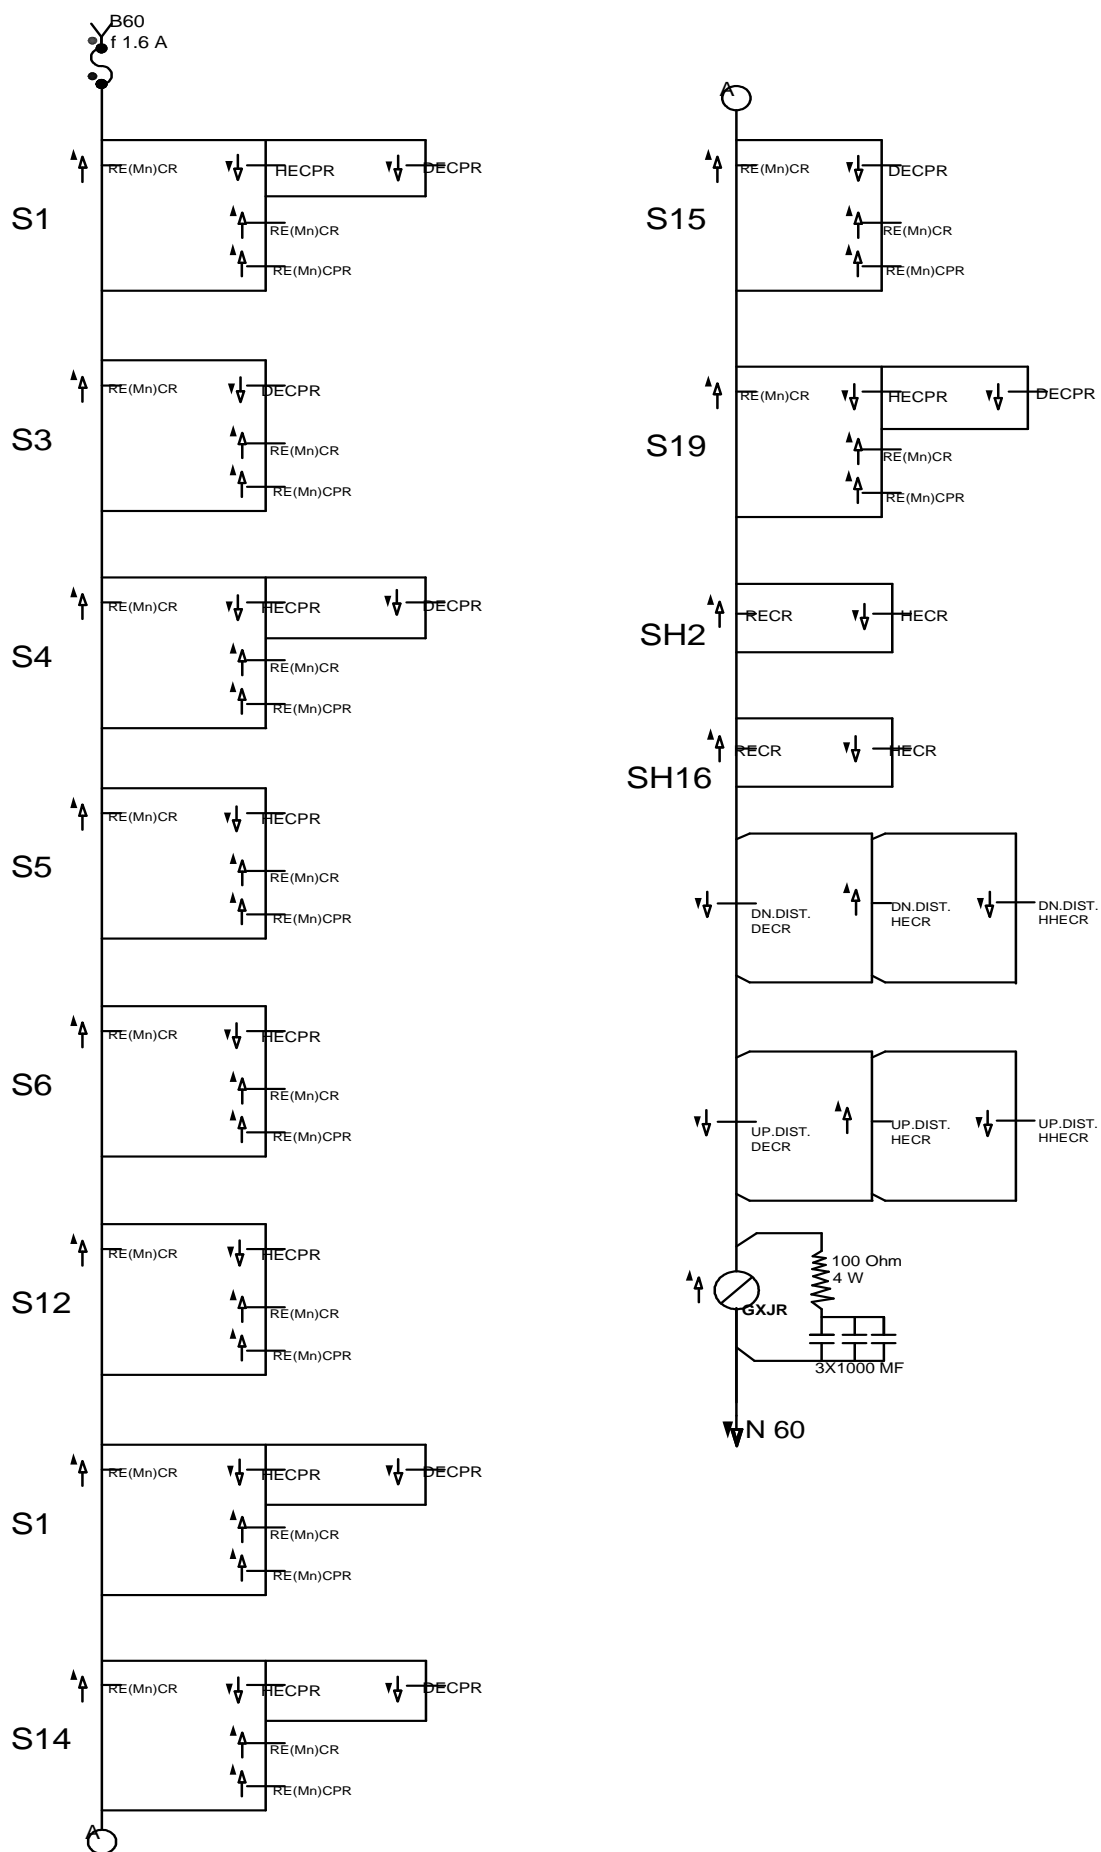 B60
f 1.6 A
S1
RE(Mn)CR
HECPR
DECPR
RE(Mn)CR
RE(Mn)CPR
S3
RE(Mn)CR
DECPR
RE(Mn)CR
RE(Mn)CPR
S4
RE(Mn)CR
HECPR
DECPR
RE(Mn)CR
RE(Mn)CPR
S5
RE(Mn)CR
HECPR
RE(Mn)CR
RE(Mn)CPR
S6
RE(Mn)CR
HECPR
RE(Mn)CR
RE(Mn)CPR
S12
RE(Mn)CR
HECPR
RE(Mn)CR
RE(Mn)CPR
S1
RE(Mn)CR
HECPR
DECPR
RE(Mn)CR
RE(Mn)CPR
S14
RE(Mn)CR
HECPR
DECPR
RE(Mn)CR
RE(Mn)CPR
A
A
S15
RE(Mn)CR
DECPR
RE(Mn)CR
RE(Mn)CPR
S19
RE(Mn)CR
HECPR
DECPR
RE(Mn)CR
RE(Mn)CPR
SH2
RECR
HECR
SH16
RECR
HECR
DN.DIST.
DECR
DN.DIST.
HECR
DN.DIST.
HHECR
UP.DIST.
DECR
UP.DIST.
HECR
UP.DIST.
HHECR
100 Ohm
4 W
GXJR
3X1000 MF
N 60